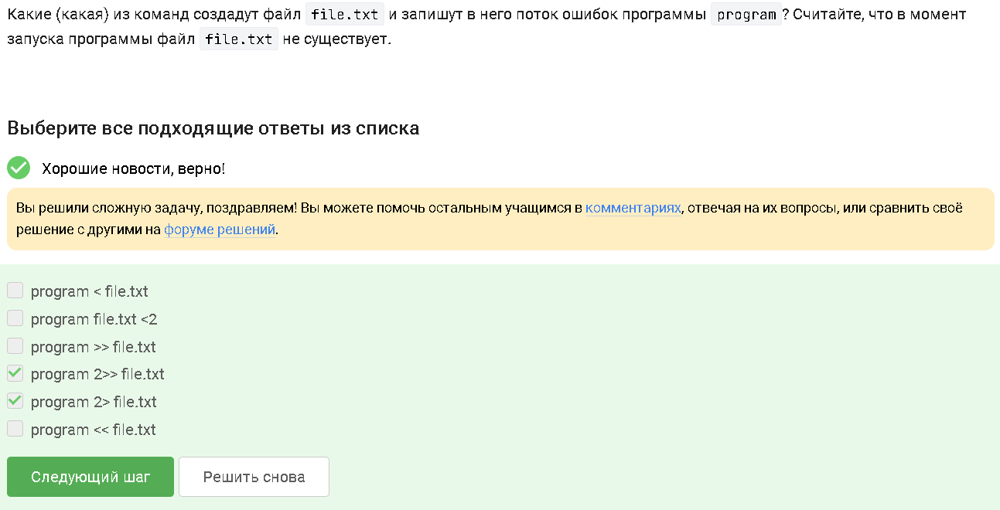 Какие (какая) из команд создадут файл file.txt и запишут в него поток ошибок программы program? Считайте, что в момент
запуска программы файл file.txt не существует.
Выберите все подходящие ответы из списка
Хорошие новости, верно!
Вы решили сложную задачу, поздравляем! Вы можете помочь остальным учащимся в комментариях, отвечая на их вопросы, или сравнить своё
решение с другими на форуме решений.
program < file.txt
program file.txt <2
program >> file.txt
program 2>> file.txt
program 2> file.txt
program << file.txt
Следующий шаг Решить снова